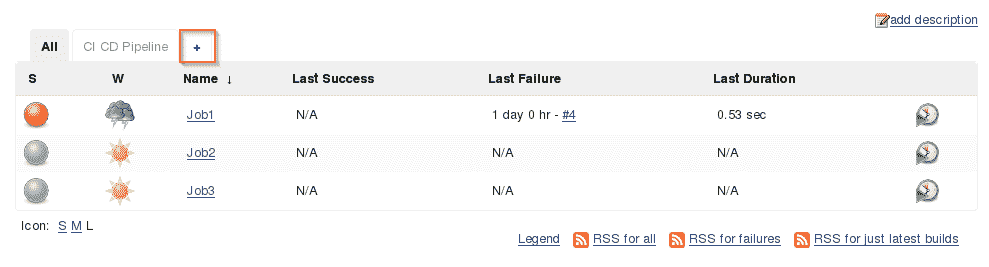 add description
All CI CD Pipeline +
S W Name ↓ Last Success Last Failure Last Duration
Job1 N/A 1 day 0 hr - #4 0.53 sec
Job2 N/A N/A N/A
Job3 N/A N/A N/A
Icon: S M L
Legend RSS for all RSS for failures RSS for just latest builds